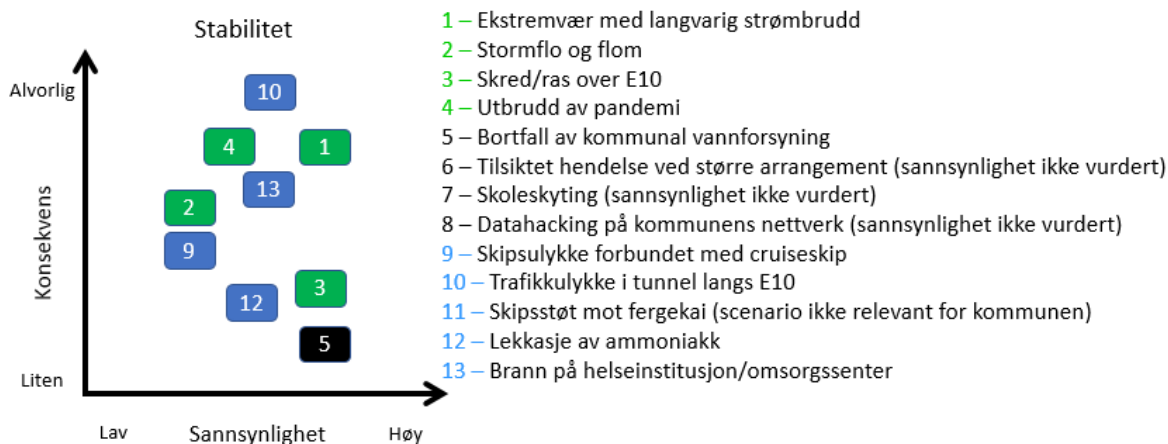 Stabilitet
Alvorlig
Konsekvens
Liten
Lav
Sannsynlighet
Høy
10
4
1
13
2
9
3
12
5
1 – Ekstremvær med langvarig strømbrudd
2 – Stormflo og flom
3 – Skred/ras over E10
4 – Utbrudd av pandemi
5 – Bortfall av kommunal vannforsyning
6 – Tilsiktet hendelse ved større arrangement (sannsynlighet ikke vurdert)
7 – Skoleskyting (sannsynlighet ikke vurdert)
8 – Datahacking på kommunens nettverk (sannsynlighet ikke vurdert)
9 – Skipsulykke forbundet med cruiseskip
10 – Trafikkulykke i tunnel langs E10
11 – Skipsstøt mot fergekai (scenario ikke relevant for kommunen)
12 – Lekkasje av ammoniakk
13 – Brann på helseinstitusjon/omsorgssenter